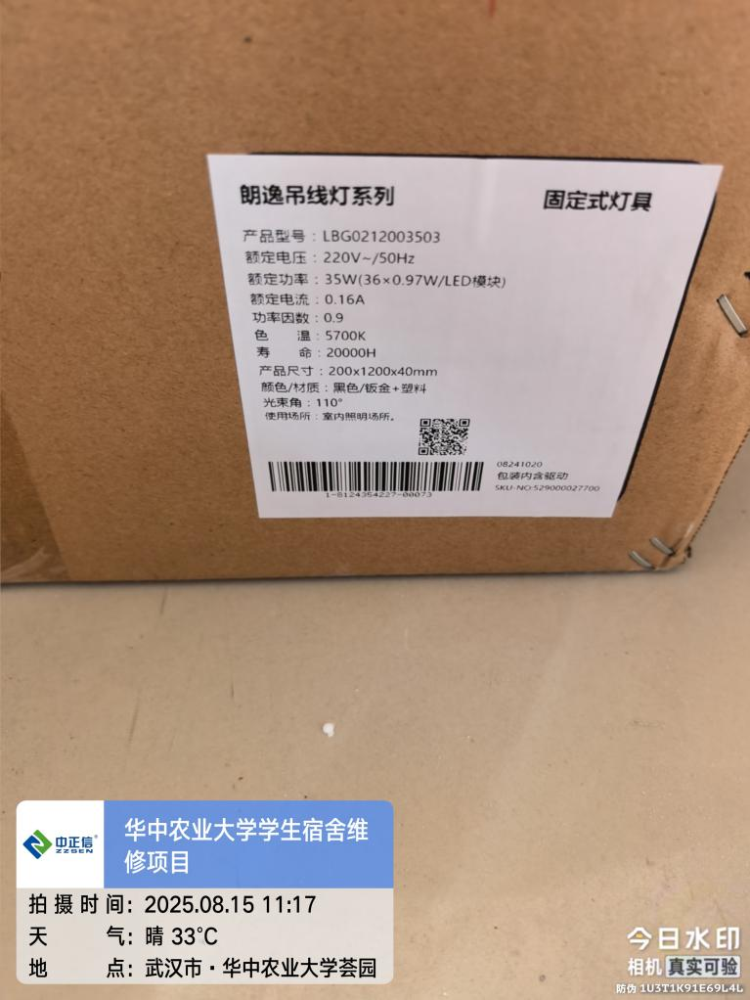 朗逸吊线灯系列
固定式灯具
产品型号：LBG0212003503
额定电压：220V~/50Hz
额定功率：35W(36×0.97W/LED模块)
额定电流：0.16A
功率因数：0.9
色 温：5700K
寿 命：20000H
产品尺寸：200x1200x40mm
颜色/材质：黑色/钣金+塑料
光束角：110°
使用场所：室内照明场所。
08241020
包装内含驱动
SKU-NO:529000027700
1-8124354227-00073
中正信®
ZZSEN
华中农业大学学生宿舍维
修项目
拍摄时间：2025.08.15 11:17
天 气：晴 33℃
地 点：武汉市·华中农业大学荟园
今日水印
相机 真实可验
防伪 1U3T1K91E69L4L